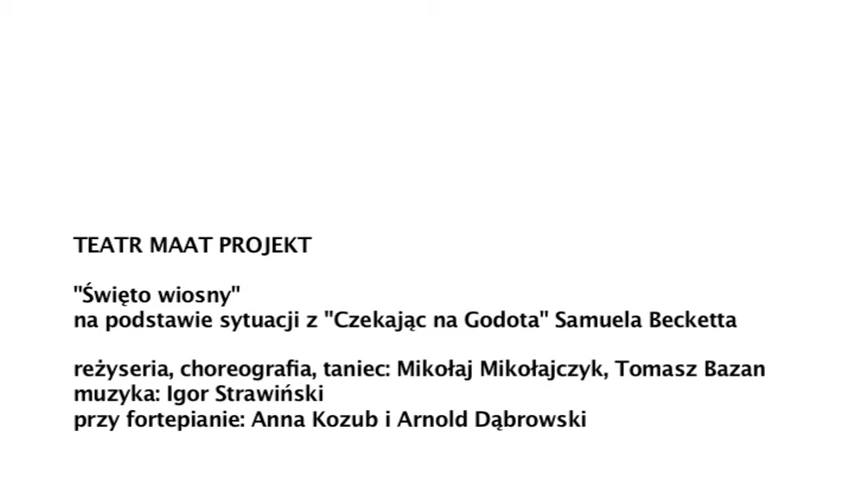 TEATR MAAT PROJEKT
"Święto wiosny"
na podstawie sytuacji z "Czekając na Godota" Samuela Becketta
reżyseria, choreografia, taniec: Mikołaj Mikołajczyk, Tomasz Bazan
muzyka: Igor Strawiński
przy fortepianie: Anna Kozub i Arnold Dąbrowski